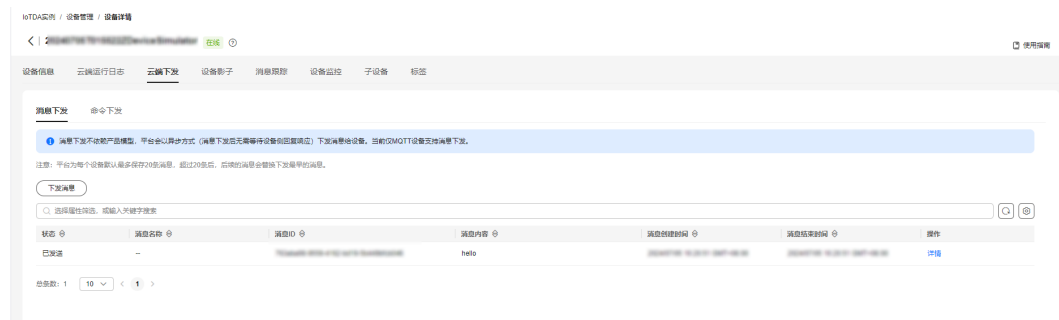 IoTDA实例 / 设备管理 / 设备详情
在线
使用指南
设备信息 云端运行日志 云端下发 设备影子 消息跟踪 设备监控 子设备 标签
消息下发 命令下发
消息下发不依赖产品模型，平台会以异步方式（消息下发后无需等待设备侧回复响应）下发消息给设备。当前仅MQTT设备支持消息下发。
注意：平台为每个设备默认最多保存20条消息，超过20条后，后续的消息会替换下发最早的消息。
下发消息
选择属性筛选，或输入关键字搜索
状态 消息名称 消息ID 消息内容 消息创建时间 消息结束时间 操作
已发送 -- hello 详情
总条数：1 10 < 1 >